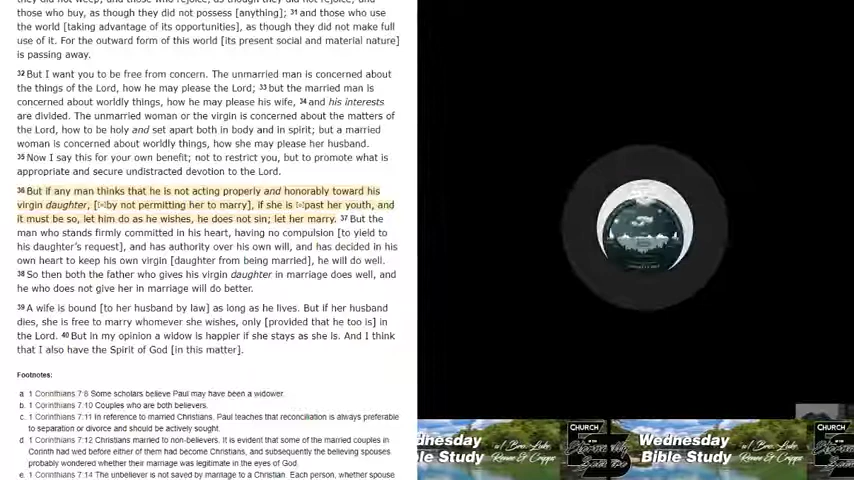 they did not weep; and those who rejoice, as though they did not rejoice; and
those who buy, as though they did not possess [anything]; 31 and those who use
the world [taking advantage of its opportunities], as though they did not make full
use of it. For the outward form of this world [its present social and material nature]
is passing away.
32 But I want you to be free from concern. The unmarried man is concerned about
the things of the Lord, how he may please the Lord; 33 but the married man is
concerned about worldly things, how he may please his wife, 34 and his interests
are divided. The unmarried woman or the virgin is concerned about the matters of
the Lord, how to be holy and set apart both in body and in spirit; but a married
woman is concerned about worldly things, how she may please her husband.
35 Now I say this for your own benefit; not to restrict you, but to promote what is
appropriate and secure undistracted devotion to the Lord.
36 But if any man thinks that he is not acting properly and honorably toward his
virgin daughter, [by not permitting her to marry], if she is past her youth, and
it must be so, let him do as he wishes, he does not sin; let her marry. 37 But the
man who stands firmly committed in his heart, having no compulsion [to yield to
his daughter's request], and has authority over his own will, and has decided in his
own heart to keep his own virgin [daughter from being married], he will do well.
38 So then both the father who gives his virgin daughter in marriage does well, and
he who does not give her in marriage will do better.
39 A wife is bound [to her husband by law] as long as he lives. But if her husband
dies, she is free to marry whomever she wishes, only [provided that he too is] in
the Lord. 40 But in my opinion a widow is happier if she stays as she is. And I think
that I also have the Spirit of God [in this matter].
Footnotes:
a 1 Corinthians 7:8 Some scholars believe Paul may have been a widower.
b 1 Corinthians 7:10 Couples who are both believers.
c 1 Corinthians 7:11 In reference to married Christians. Paul teaches that reconciliation is always preferable
to separation or divorce and should be actively sought.
d 1 Corinthians 7:12 Christians married to non-believers. It is evident that some of the married couples in
Corinth had wed before either of them had become Christians, and subsequently the believing spouses
probably wondered whether their marriage was legitimate in the eyes of God.
e 1 Corinthians 7:14 The unbeliever is not saved by marriage to a Christian. Each person, whether spouse
dnesday
le Study
w/ Bro. Luke,
Renee & Cripps
CHURCH
Wednesday
Bible Study
w/ Bro. Luke,
Renee & Cripps
CHURCH